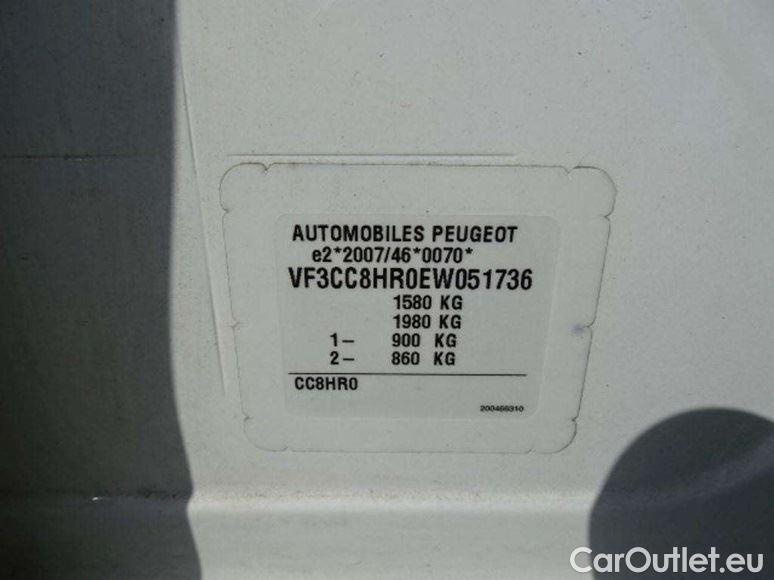 AUTOMOBILES PEUGEOT
e2*2007/46*0070*
VF3CC8HR0EW051736
1580 KG
1980 KG
1- 900 KG
2- 860 KG
CC8HR0
200466310
CarOutlet.eu